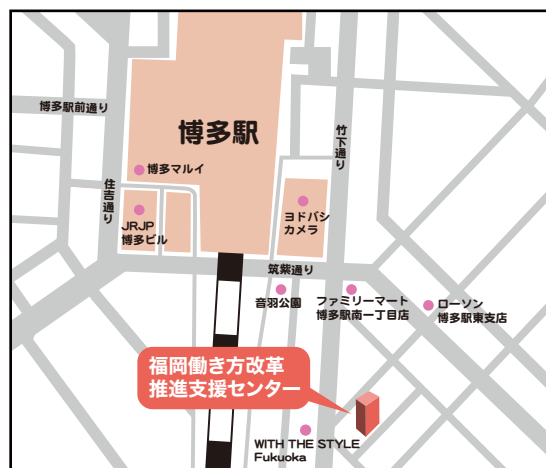 博多駅前通り
博多駅
竹下通り
博多マルイ
住吉通り
JRJP
博多ビル
ヨドバシ
カメラ
筑紫通り
音羽公園
ファミリーマート
博多駅南一丁目店
ローソン
博多駅東支店
福岡働き方改革
推進支援センター
WITH THE STYLE
Fukuoka